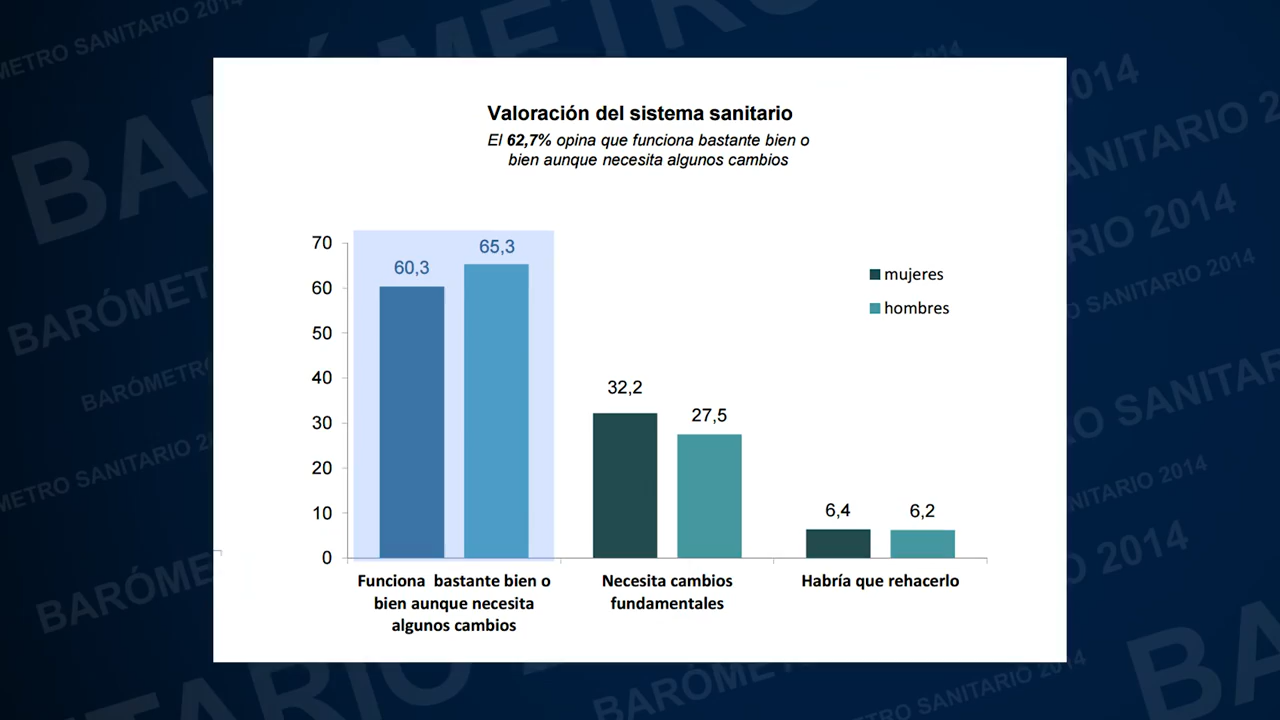 BARÓMETRO SANITARIO 2014
Valoración del sistema sanitario
El 62,7% opina que funciona bastante bien o
bien aunque necesita algunos cambios
70
60
50
40
30
20
10
0
60,3
65,3
32,2
27,5
6,4
6,2
mujeres
hombres
Funciona bastante bien o
bien aunque necesita
algunos cambios
Necesita cambios
fundamentales
Habría que rehacerlo